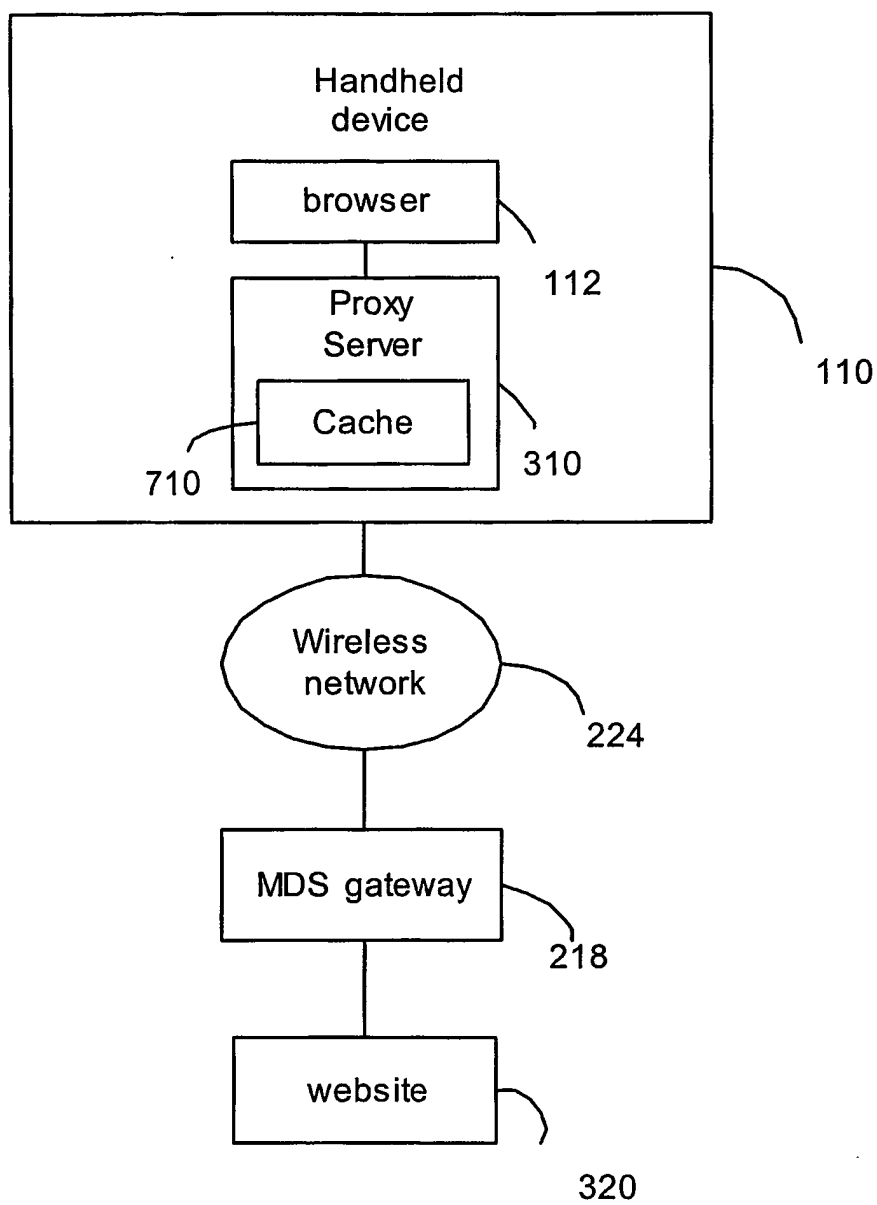 Handheld
device
browser
112
Proxy
Server
110
Cache
310
710
Wireless
network
224
MDS gateway
218
website
320